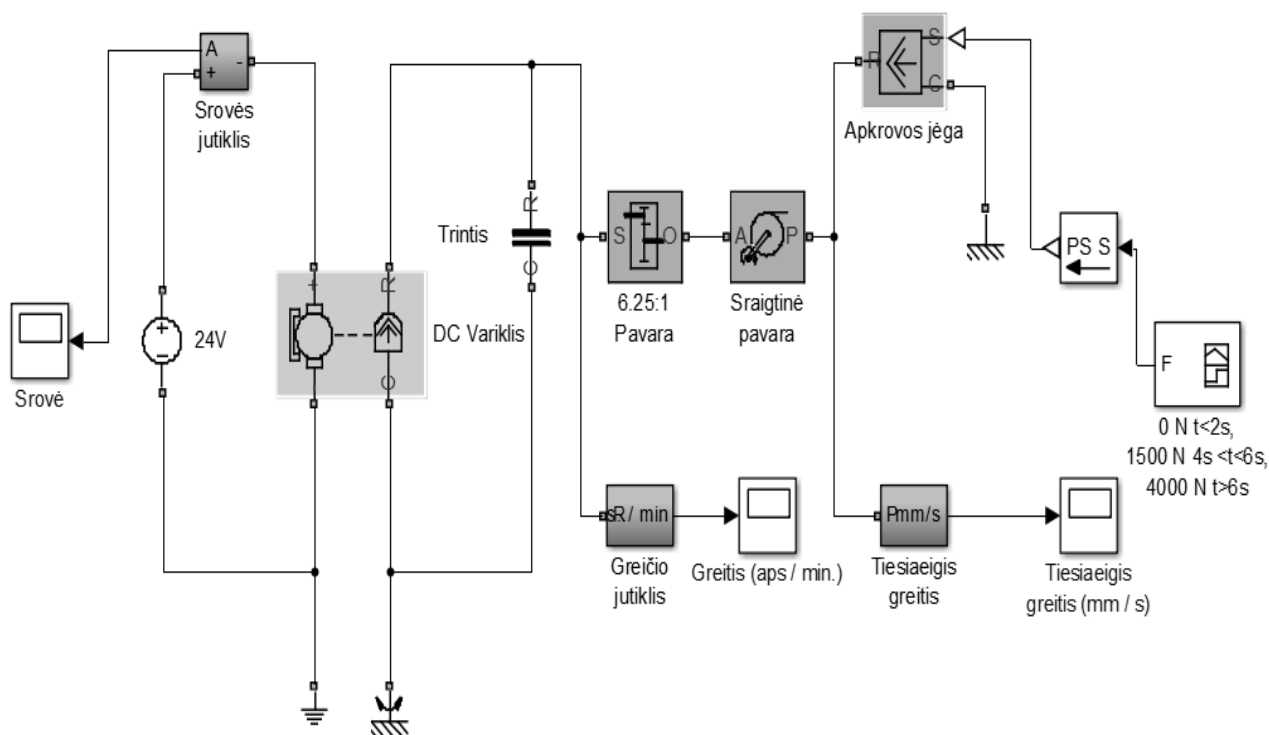 A
+
-
Srovės
jutiklis
S
R
C
Apkrovos jėga
R
Trintis
C
S
O
6.25:1
Pavara
A
P
Sraigtinė
pavara
PS S
+
R
DC Variklis
C
Srovė
24V
F
0 N t<2s,
1500 N 4s <t<6s,
4000 N t>6s
R / min
Greičio
jutiklis
Greitis (aps / min.)
Pmm/s
Tiesiaeigis
greitis
Tiesiaeigis
greitis (mm / s)